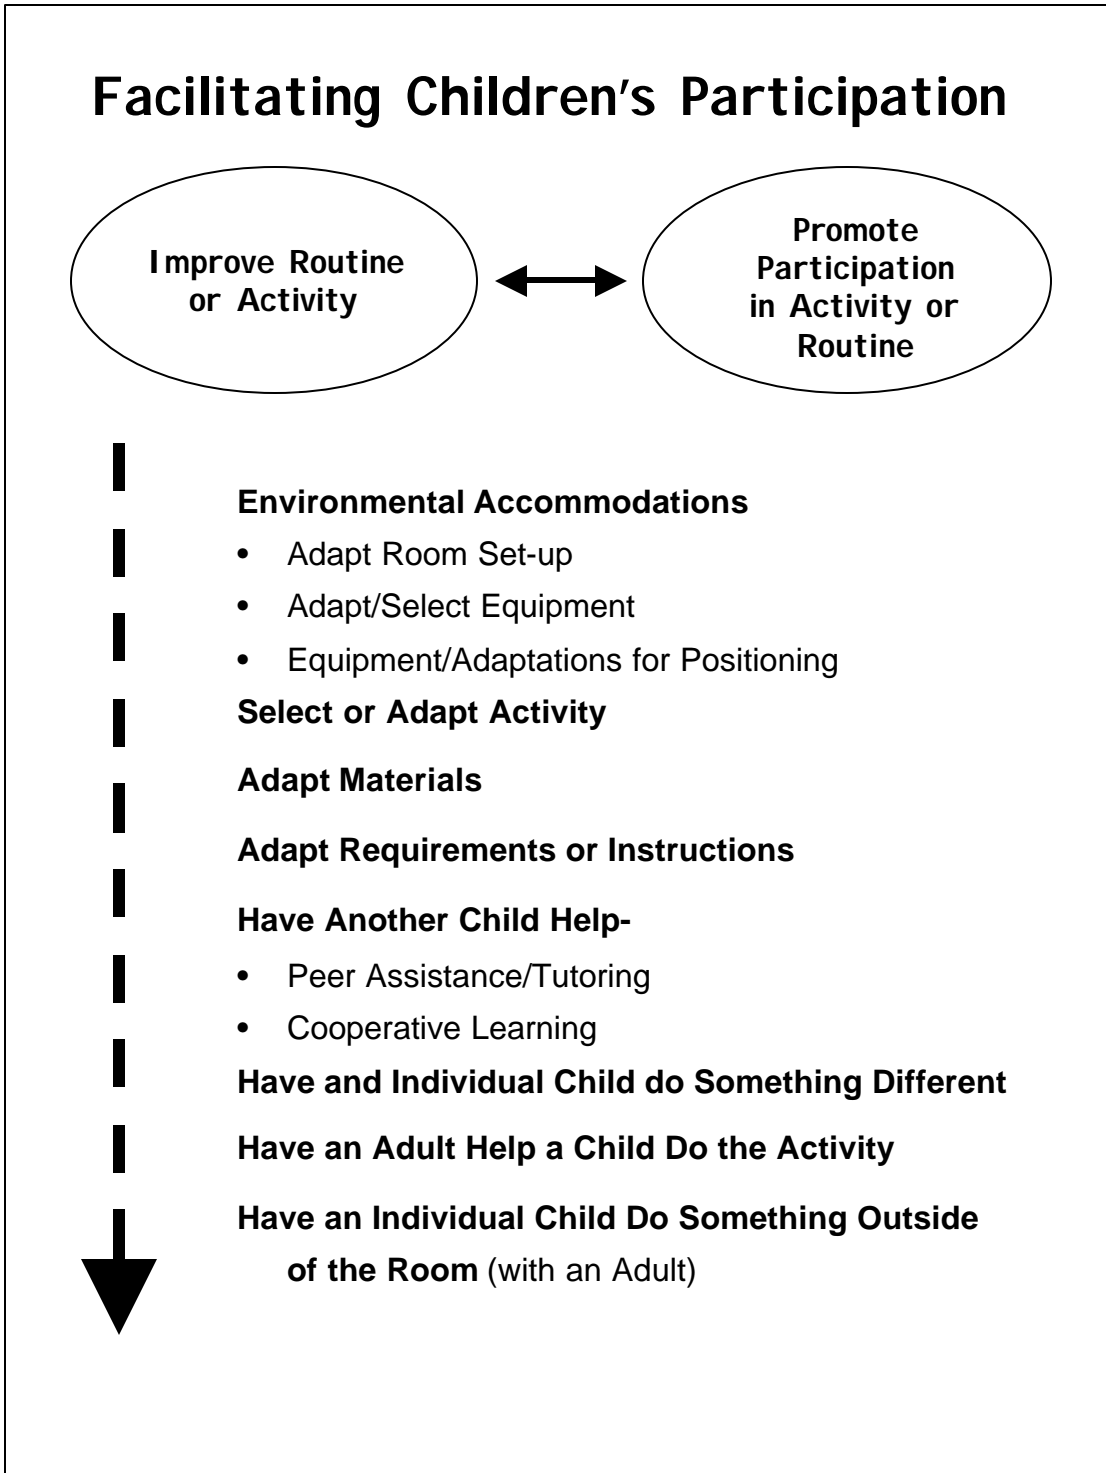 Facilitating Children's Participation
Improve Routine
or Activity
Promote
Participation
in Activity or
Routine
Environmental Accommodations
• Adapt Room Set-up
• Adapt/Select Equipment
• Equipment/Adaptations for Positioning
Select or Adapt Activity
Adapt Materials
Adapt Requirements or Instructions
Have Another Child Help-
• Peer Assistance/Tutoring
• Cooperative Learning
Have and Individual Child do Something Different
Have an Adult Help a Child Do the Activity
Have an Individual Child Do Something Outside
of the Room (with an Adult)